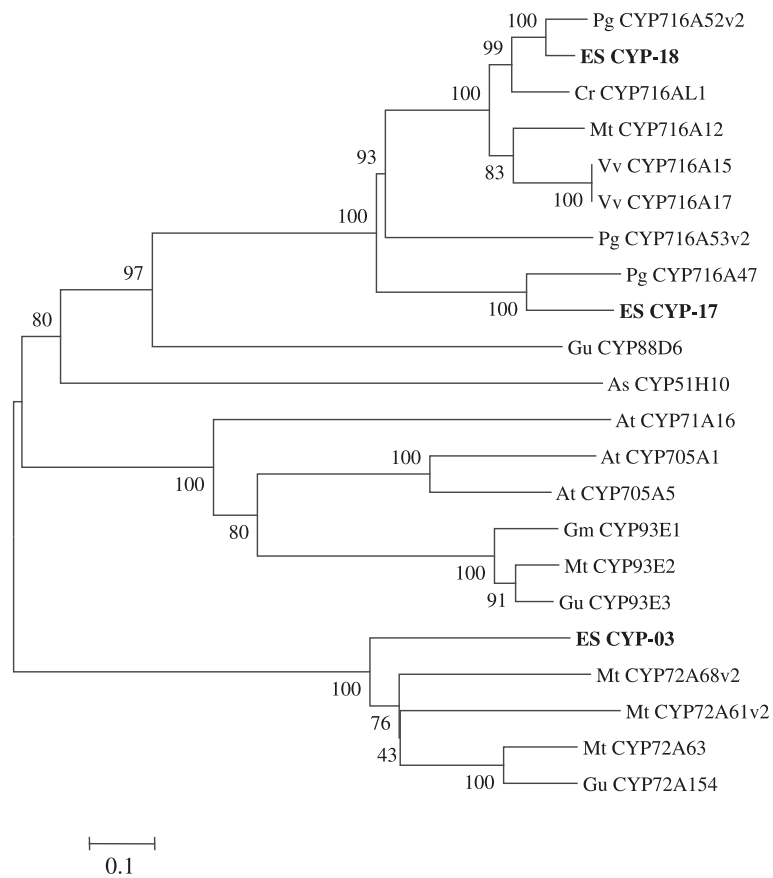 Pg CYP716A52v2
100
ES CYP-18
99
Cr CYP716AL1
100
Mt CYP716A12
83
Vv CYP716A15
100
Vv CYP716A17
93
Pg CYP716A53v2
100
Pg CYP716A47
100
ES CYP-17
97
Gu CYP88D6
80
As CYP51H10
At CYP71A16
100
At CYP705A1
100
At CYP705A5
80
Gm CYP93E1
100
Mt CYP93E2
91
Gu CYP93E3
ES CYP-03
100
Mt CYP72A68v2
76
Mt CYP72A61v2
43
Mt CYP72A63
100
Gu CYP72A154
0.1